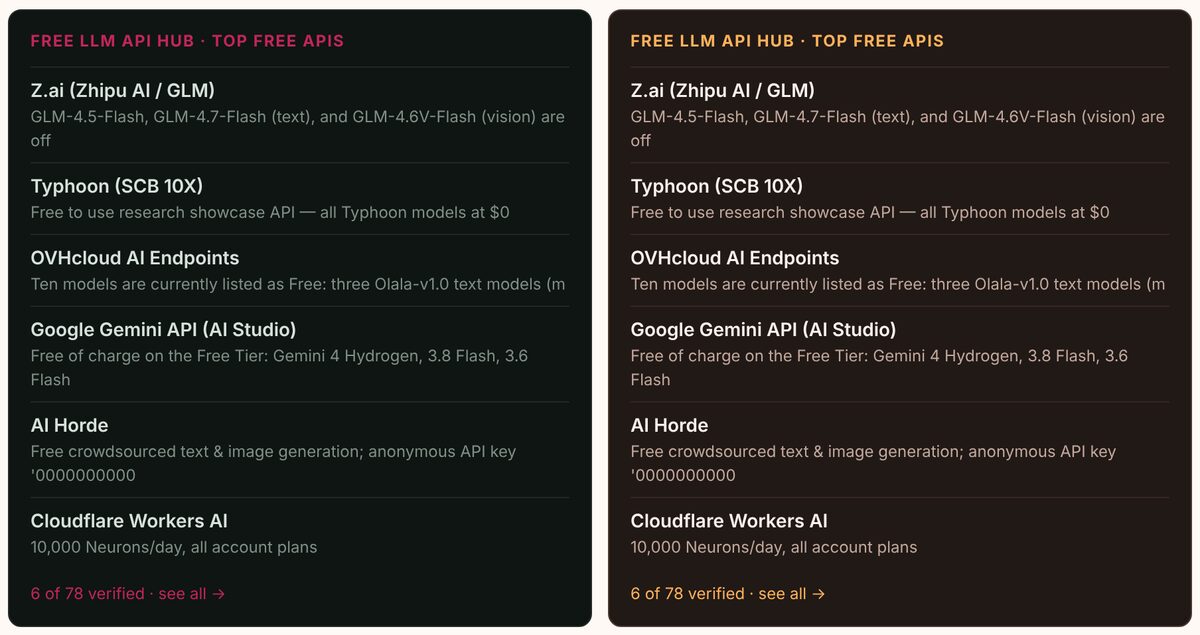 FREE LLM API HUB · TOP FREE APIS
Z.ai (Zhipu AI / GLM)
GLM-4.5-Flash, GLM-4.7-Flash (text), and GLM-4.6V-Flash (vision) are
off
Typhoon (SCB 10X)
Free to use research showcase API — all Typhoon models at $0
OVHcloud AI Endpoints
Ten models are currently listed as Free: three Olala-v1.0 text models (m
Google Gemini API (AI Studio)
Free of charge on the Free Tier: Gemini 4 Hydrogen, 3.8 Flash, 3.6
Flash
AI Horde
Free crowdsourced text & image generation; anonymous API key
'0000000000
Cloudflare Workers AI
10,000 Neurons/day, all account plans
6 of 78 verified · see all →
FREE LLM API HUB · TOP FREE APIS
Z.ai (Zhipu AI / GLM)
GLM-4.5-Flash, GLM-4.7-Flash (text), and GLM-4.6V-Flash (vision) are
off
Typhoon (SCB 10X)
Free to use research showcase API — all Typhoon models at $0
OVHcloud AI Endpoints
Ten models are currently listed as Free: three Olala-v1.0 text models (m
Google Gemini API (AI Studio)
Free of charge on the Free Tier: Gemini 4 Hydrogen, 3.8 Flash, 3.6
Flash
AI Horde
Free crowdsourced text & image generation; anonymous API key
'0000000000
Cloudflare Workers AI
10,000 Neurons/day, all account plans
6 of 78 verified · see all →